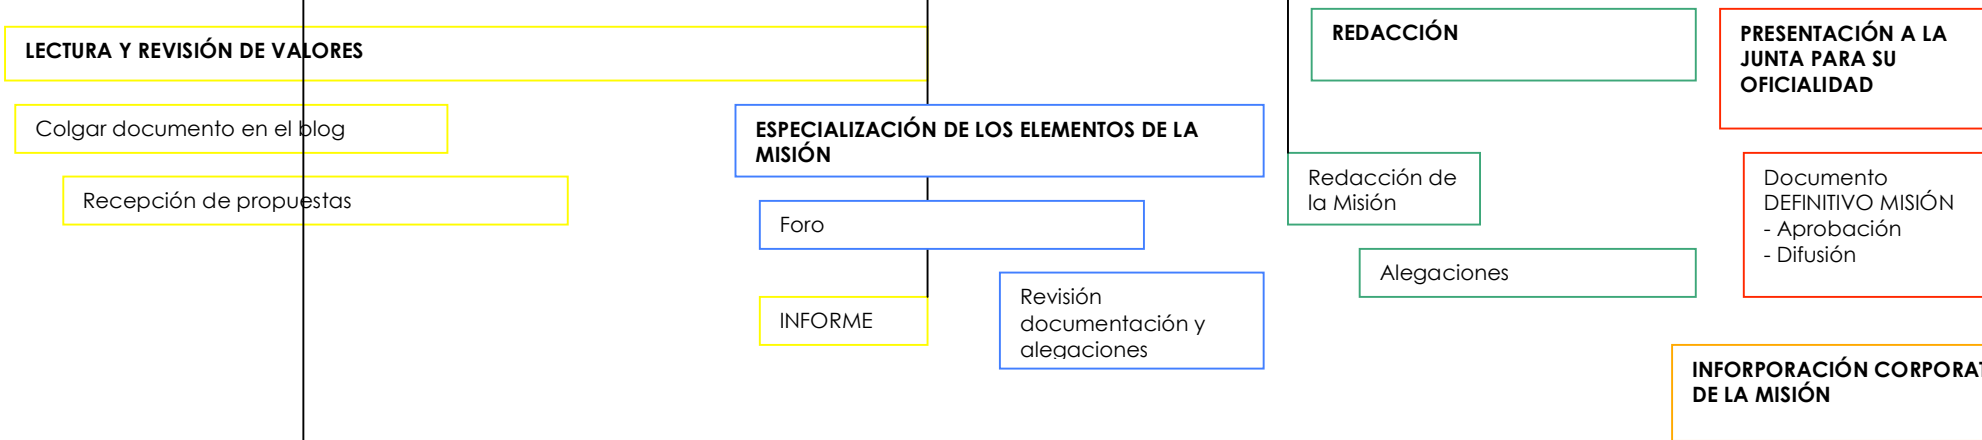 LECTURA Y REVISIÓN DE VALORES
Colgar documento en el blog
Recepción de propuestas
ESPECIALIZACIÓN DE LOS ELEMENTOS DE LA
MISIÓN
Foro
INFORME
Revisión
documentación y
alegaciones
REDACCIÓN
Redacción de
la Misión
Alegaciones
PRESENTACIÓN A LA
JUNTA PARA SU
OFICIALIDAD
Documento
DEFINITIVO MISIÓN
- Aprobación
- Difusión
INFORPORACIÓN CORPORAT
DE LA MISIÓN